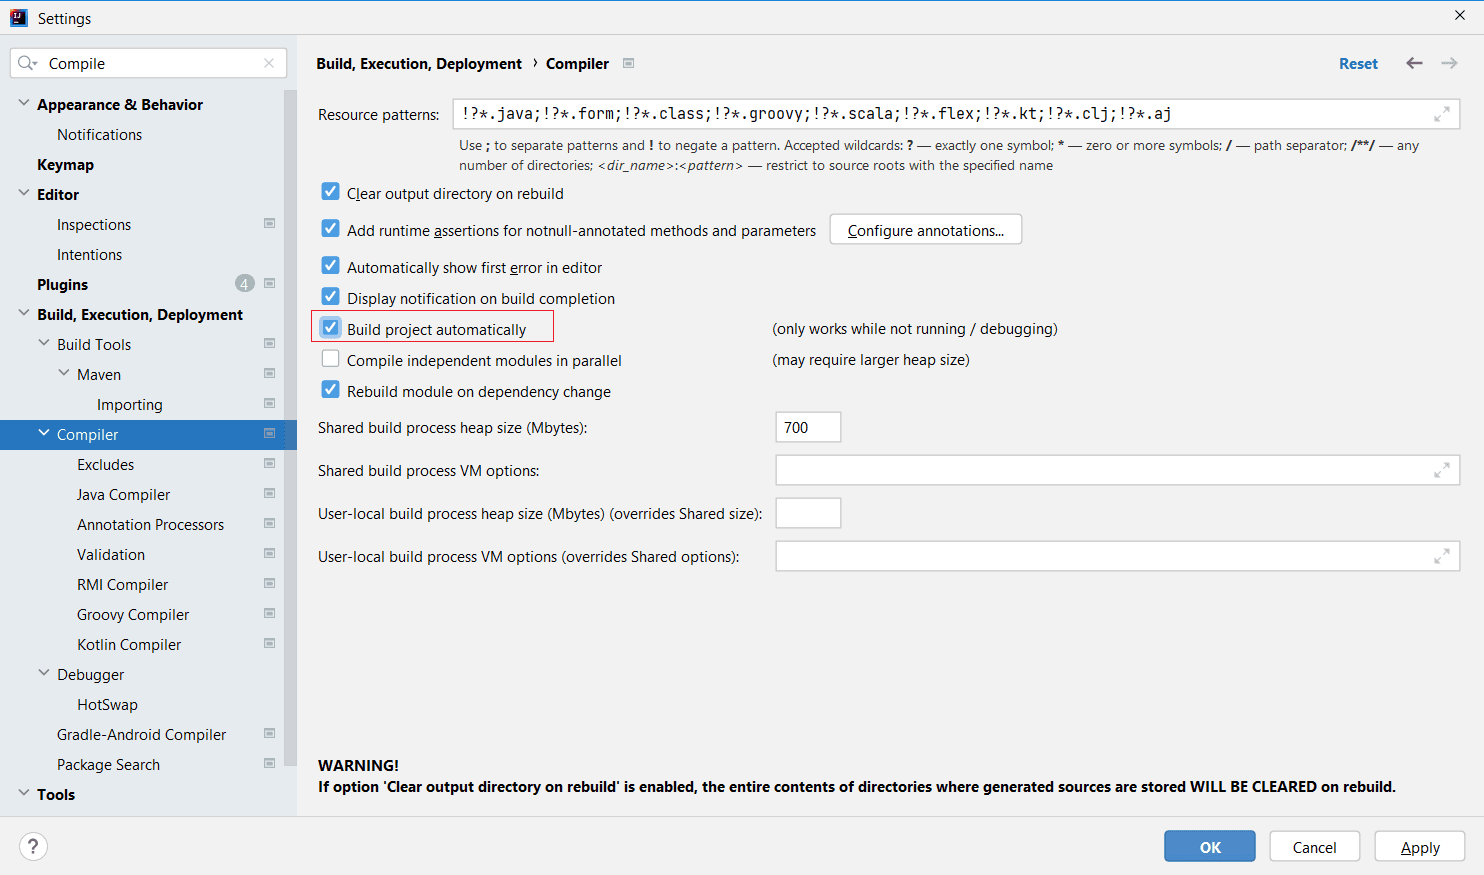 Settings
Compile
Appearance & Behavior
Notifications
Keymap
Editor
Inspections
Intentions
Plugins 4
Build, Execution, Deployment
Build Tools
Maven
Importing
Compiler
Excludes
Java Compiler
Annotation Processors
Validation
RMI Compiler
Groovy Compiler
Kotlin Compiler
Debugger
HotSwap
Gradle-Android Compiler
Package Search
Tools
Build, Execution, Deployment › Compiler
Reset
Resource patterns: !?*.java;!?*.form;!?*.class;!?*.groovy;!?*.scala;!?*.flex;!?*.kt;!?*.clj;!?*.aj
Use ; to separate patterns and ! to negate a pattern. Accepted wildcards: ? — exactly one symbol; * — zero or more symbols; / — path separator; /**/ — any
number of directories; <dir_name>:<pattern> — restrict to source roots with the specified name
Clear output directory on rebuild
Add runtime assertions for notnull-annotated methods and parameters Configure annotations...
Automatically show first error in editor
Display notification on build completion
Build project automatically (only works while not running / debugging)
Compile independent modules in parallel (may require larger heap size)
Rebuild module on dependency change
Shared build process heap size (Mbytes): 700
Shared build process VM options:
User-local build process heap size (Mbytes) (overrides Shared size):
User-local build process VM options (overrides Shared options):
WARNING!
If option 'Clear output directory on rebuild' is enabled, the entire contents of directories where generated sources are stored WILL BE CLEARED on rebuild.
?
OK Cancel Apply